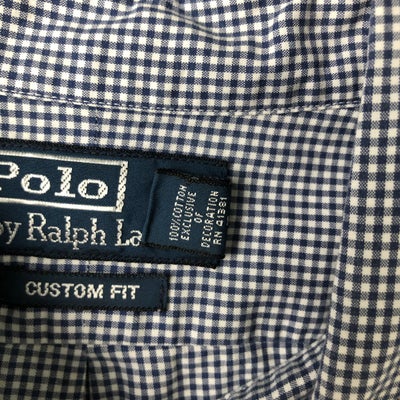 Polo
by Ralph La
100% COTTON
EXCLUSIVE
OF
DECORATION
RN 41381
CUSTOM FIT